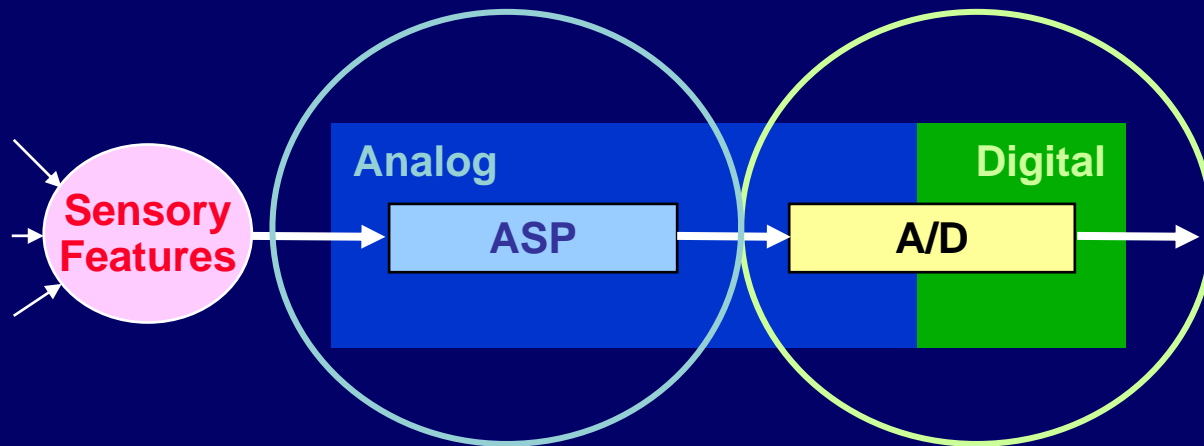 Analog
Digital
Sensory
Features
ASP
A/D